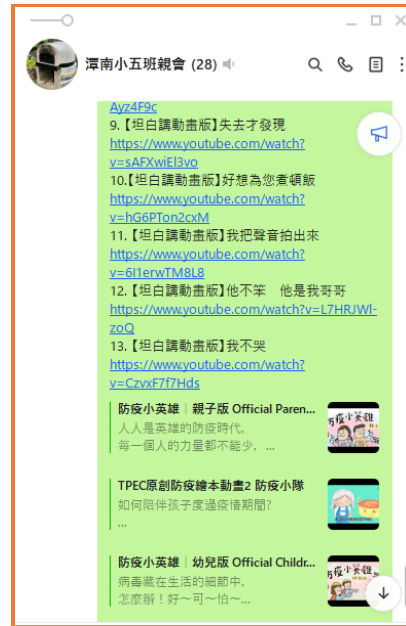 潭南小五班親會 (28)
Ayz4F9c
9.【坦白講動畫版】失去才發現
https://www.youtube.com/watch?
v=sAFXwiEl3vo
10.【坦白講動畫版】好想為您煮頓飯
https://www.youtube.com/watch?
v=hG6PTon2cxM
11.【坦白講動畫版】我把聲音拍出來
https://www.youtube.com/watch?
v=6I1erwTM8L8
12.【坦白講動畫版】他不笨　他是我哥哥
https://www.youtube.com/watch?v=L7HRJWl-
zoQ
13.【坦白講動畫版】我不哭
https://www.youtube.com/watch?
v=CzvxF7f7Hds
防疫小英雄｜親子版 Official Paren...
人人是英雄的防疫時代,
每一個人的力量都不能少，...
TPEC原創防疫繪本動畫2 防疫小隊
如何陪伴孩子度過疫情期間?
...
防疫小英雄｜幼兒版 Official Childr...
病毒藏在生活的細節中,
怎麼辦！好～可～怕～...